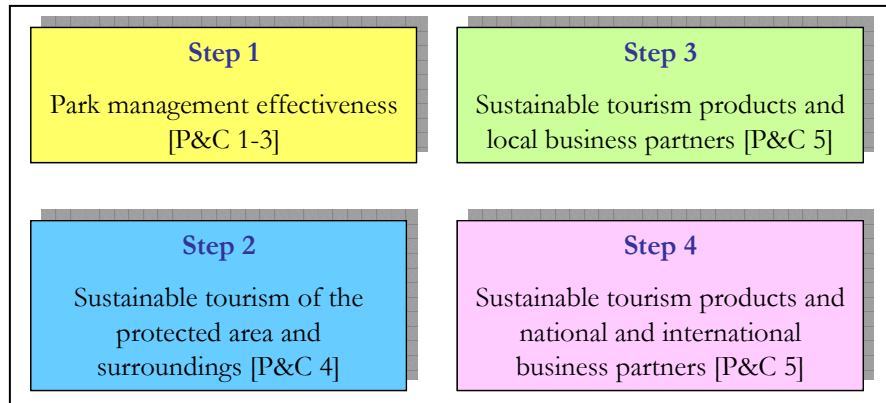 Step 1
Park management effectiveness
[P&C 1-3]
Step 2
Sustainable tourism of the
protected area and
surroundings [P&C 4]
Step 3
Sustainable tourism products and
local business partners [P&C 5]
Step 4
Sustainable tourism products and
national and international
business partners [P&C 5]